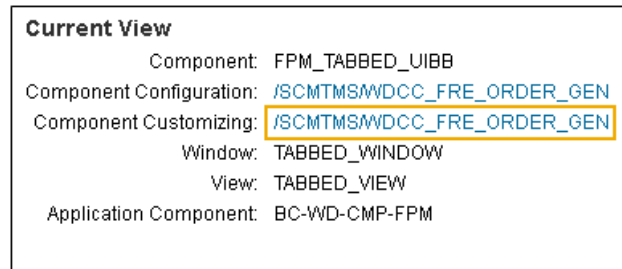 Current View
Component: FPM_TABBED_UIBB
Component Configuration: /SCMTMS/WDCC_FRE_ORDER_GEN
Component Customizing: /SCMTMS/WDCC_FRE_ORDER_GEN
Window: TABBED_WINDOW
View: TABBED_VIEW
Application Component: BC-WD-CMP-FPM